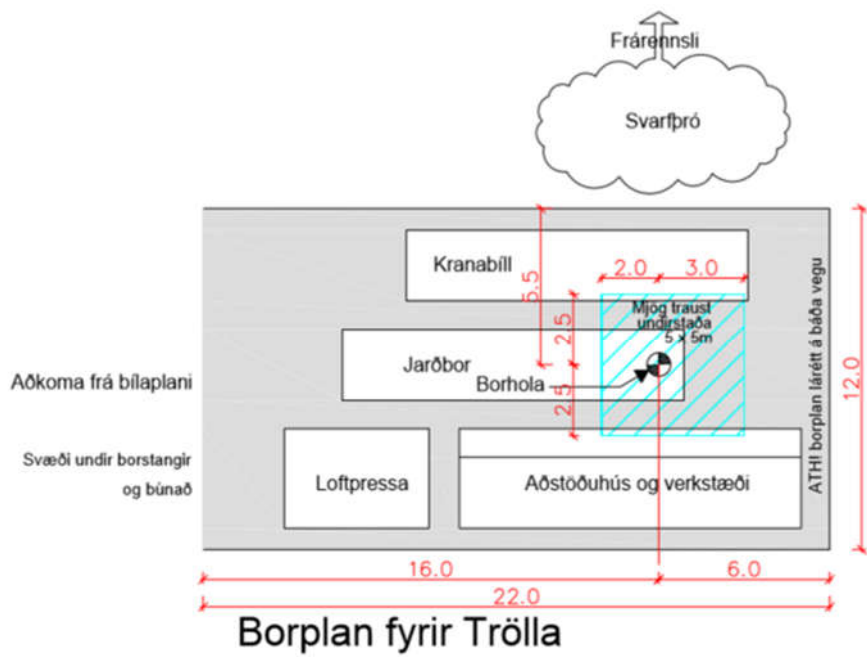 Frárennsli
Svarfþró
Kranabíll
2.0
3.0
5.5
2.5
Mjög traust
undirstaða
5 x 5m
Jarðbor
Borhola
2.5
Aðkoma frá bílaplani
Svæði undir borstangir
og búnað
Loftpressa
Aðstöðuhús og verkstæði
ATH! borplan lárétt á báða vegu
12.0
16.0
6.0
22.0
Borplan fyrir Trölla